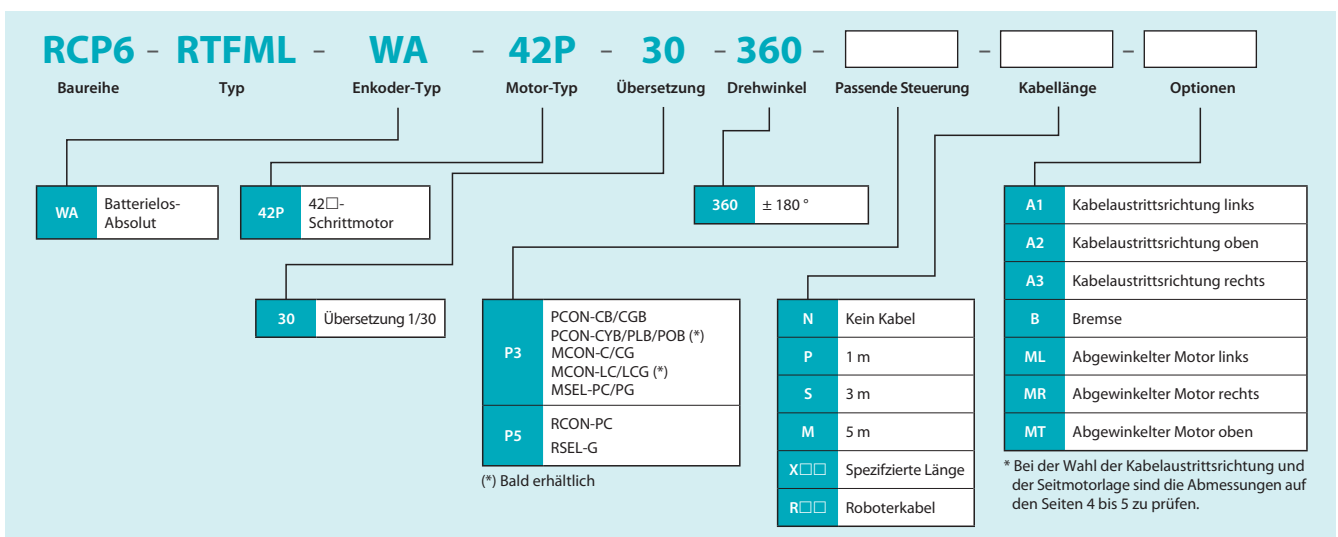 RCP6 - RTFML - WA - 42P - 30 - 360 - - -
Baureihe Typ Enkoder-Typ Motor-Typ Übersetzung Drehwinkel Passende Steuerung Kabellänge Optionen
WA Batterielos-
Absolut
42P 42□-
Schrittmotor
30 Übersetzung 1/30
360 ± 180 °
P3
PCON-CB/CGB
PCON-CYB/PLB/POB (*)
MCON-C/CG
MCON-LC/LCG (*)
MSEL-PC/PG
P5
RCON-PC
RSEL-G
(*) Bald erhältlich
N Kein Kabel
P 1 m
S 3 m
M 5 m
X□□ Spezifzierte Länge
R□□ Roboterkabel
A1 Kabelaustrittsrichtung links
A2 Kabelaustrittsrichtung oben
A3 Kabelaustrittsrichtung rechts
B Bremse
ML Abgewinkelter Motor links
MR Abgewinkelter Motor rechts
MT Abgewinkelter Motor oben
* Bei der Wahl der Kabelaustrittsrichtung und
der Seitmotorlage sind die Abmessungen auf
den Seiten 4 bis 5 zu prüfen.